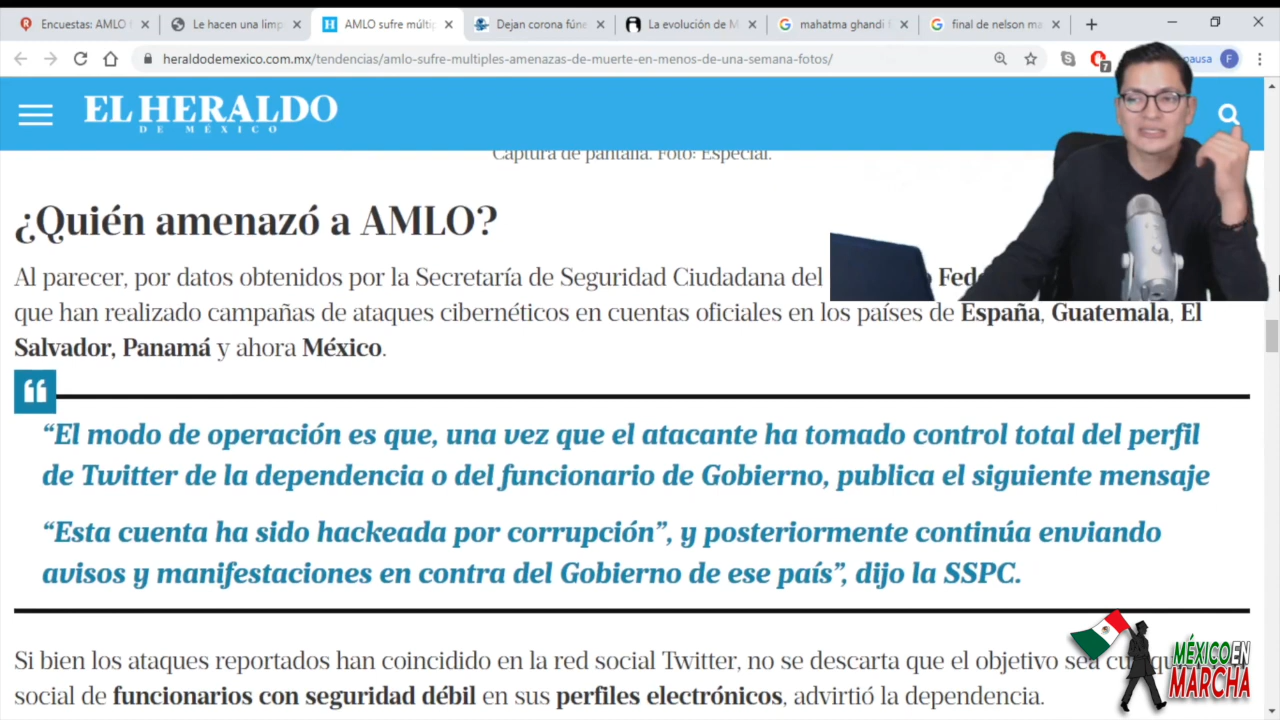 Encuestas: AMLO
Le hacen una limp
AMLO sufre múltip
Dejan corona fúne
La evolución de M
mahatma ghandi f
final de nelson ma
heraldodemexico.com.mx/tendencias/amlo-sufre-multiples-amenazas-de-muerte-en-menos-de-una-semana-fotos/
7
pausa
F
EL HERALDO
DE MÉXICO
Captura de pantalla. Foto: Especial.
¿Quién amenazó a AMLO?
Al parecer, por datos obtenidos por la Secretaría de Seguridad Ciudadana del
que han realizado campañas de ataques cibernéticos en cuentas oficiales en los países de España, Guatemala, El
Salvador, Panamá y ahora México.
“El modo de operación es que, una vez que el atacante ha tomado control total del perfil
de Twitter de la dependencia o del funcionario de Gobierno, publica el siguiente mensaje
“Esta cuenta ha sido hackeada por corrupción”, y posteriormente continúa enviando
avisos y manifestaciones en contra del Gobierno de ese país”, dijo la SSPC.
Si bien los ataques reportados han coincidido en la red social Twitter, no se descarta que el objetivo sea
social de funcionarios con seguridad débil en sus perfiles electrónicos, advirtió la dependencia.
MÉXICO EN
MARCHA